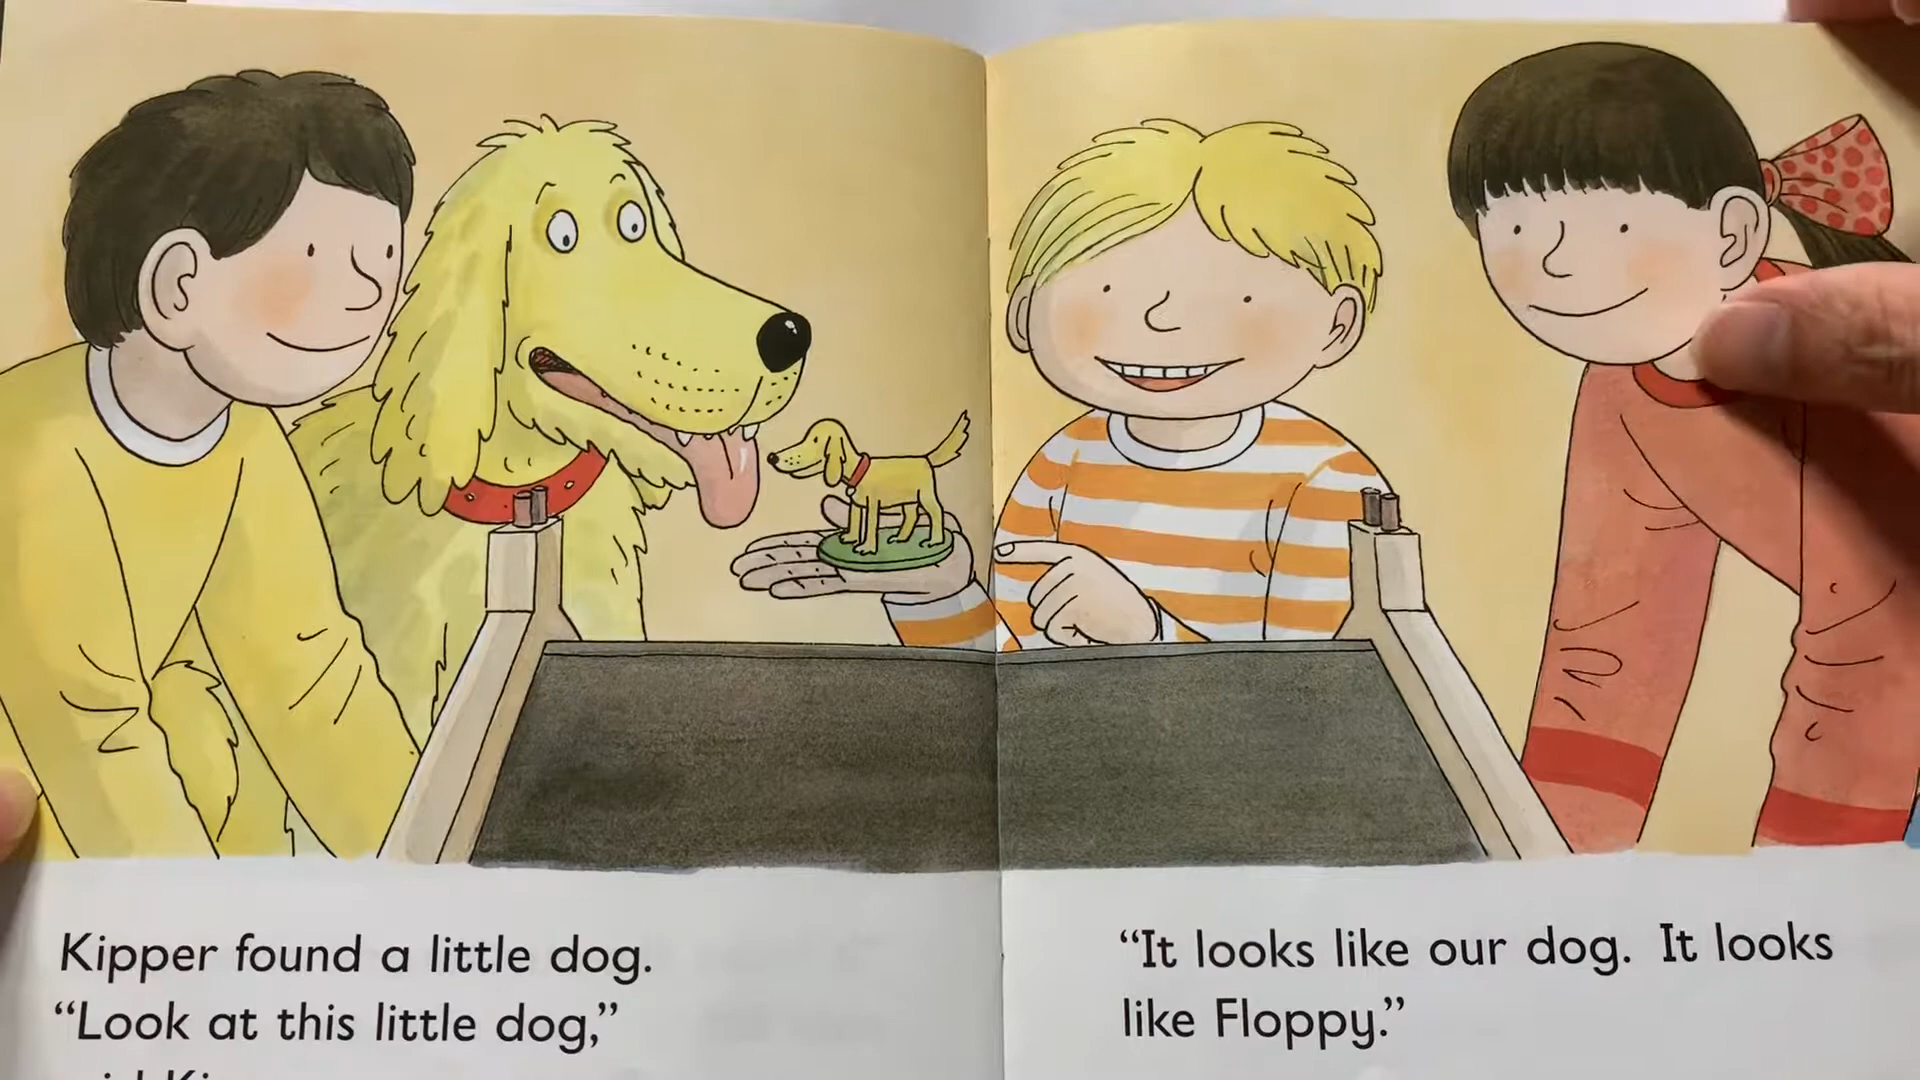 Kipper found a little dog.
“Look at this little dog,”
“It looks like our dog. It looks
like Floppy.”